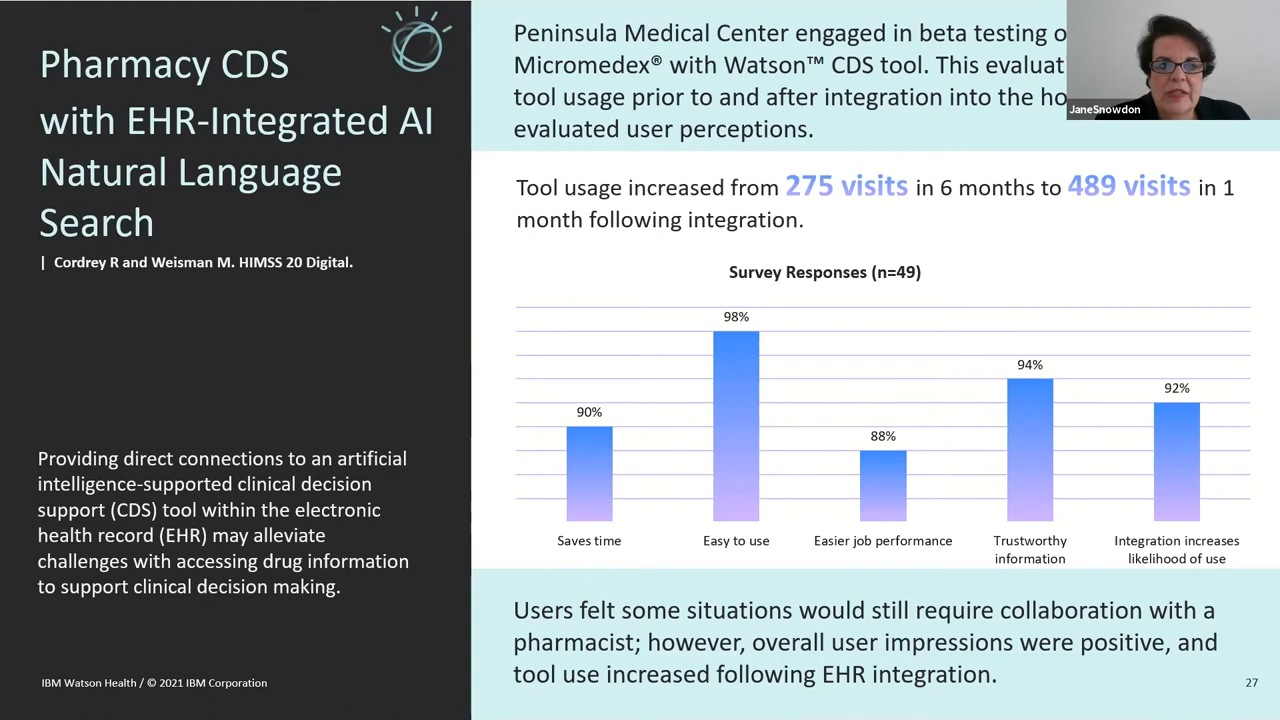 Pharmacy CDS
with EHR-Integrated AI
Natural Language
Search
| Cordrey R and Weisman M. HIMSS 20 Digital.
Providing direct connections to an artificial
intelligence-supported clinical decision
support (CDS) tool within the electronic
health record (EHR) may alleviate
challenges with accessing drug information
to support clinical decision making.
IBM Watson Health / © 2021 IBM Corporation
Peninsula Medical Center engaged in beta testing
Micromedex® with Watson™ CDS tool. This
tool usage prior to and after integration into the
evaluated user perceptions.
JaneSnowdon
Tool usage increased from 275 visits in 6 months to 489 visits in 1
month following integration.
Survey Responses (n=49)
90%
98%
88%
94%
92%
Saves time
Easy to use
Easier job performance
Trustworthy
information
Integration increases
likelihood of use
Users felt some situations would still require collaboration with a
pharmacist; however, overall user impressions were positive, and
tool use increased following EHR integration.
27